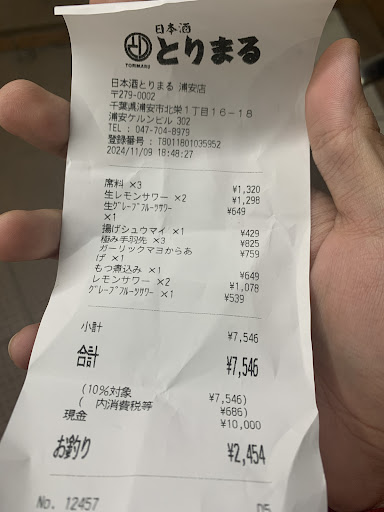 日本酒
とりまる
TORIMARU
日本酒とりまる 浦安店
〒279-0002
千葉県浦安市北栄1丁目16-18
浦安ケルンビル 302
TEL : 047-704-8979
登録番号 : T8011801035952
2024/11/09 18:48:27
席料 ×3 ¥1,320
生レモンサワー ×2 ¥1,298
生グレープフルーツサワー ¥649
×1
揚げシュウマイ ×1 ¥429
極み手羽先 ×3 ¥825
ガーリックマヨからあ ¥759
げ ×1
もつ煮込み ×1 ¥649
レモンサワー ×2 ¥1,078
グレープフルーツサワー ×1 ¥539
小計 ¥7,546
合計 ¥7,546
(10%対象 ¥7,546)
( 内消費税等 ¥686)
現金 ¥10,000
お釣り ¥2,454
No. 12457 05